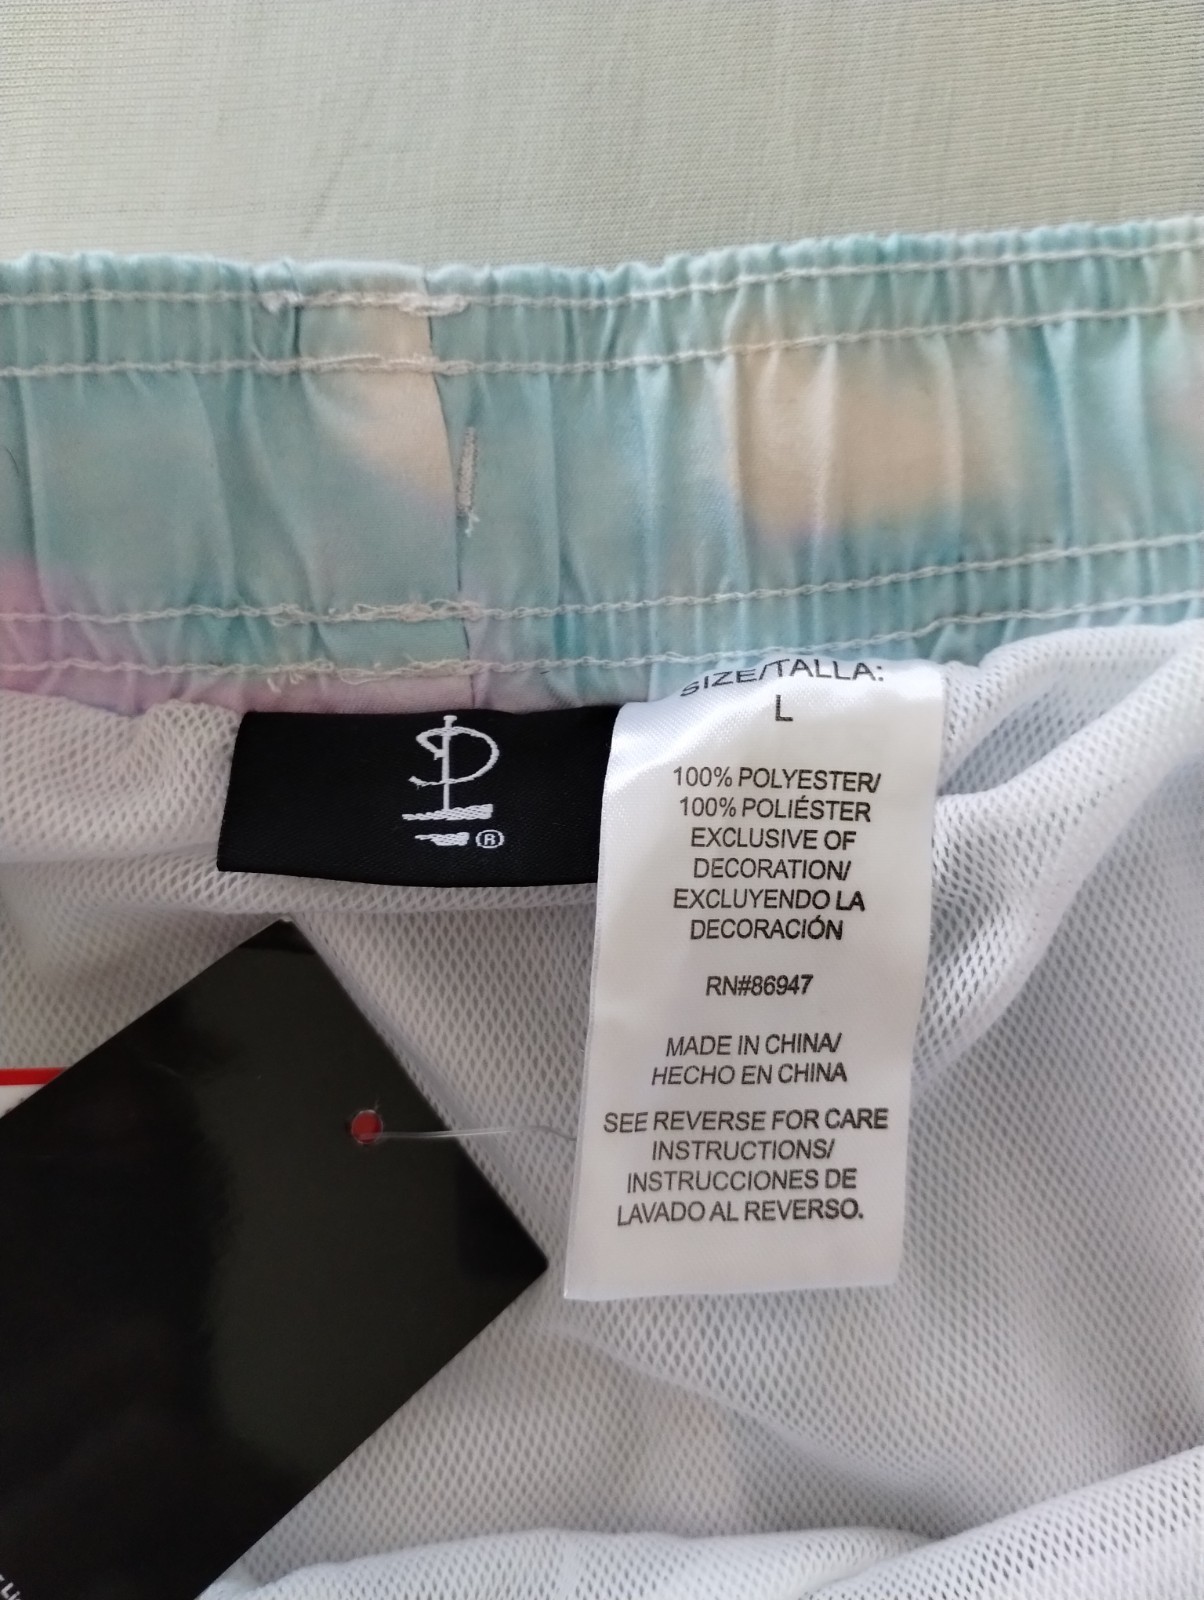 SIZE/TALLA:
L
100% POLYESTER/
100% POLIÉSTER
EXCLUSIVE OF
DECORATION/
EXCLUYENDO LA
DECORACIÓN
RN#86947
MADE IN CHINA/
HECHO EN CHINA
SEE REVERSE FOR CARE
INSTRUCTIONS/
INSTRUCCIONES DE
LAVADO AL REVERSO.
®